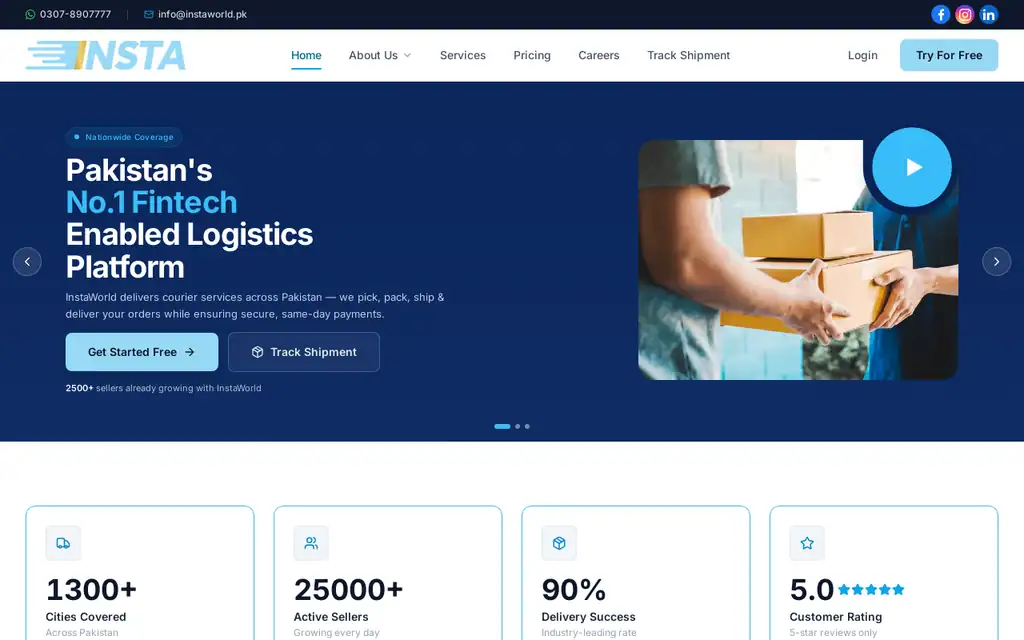 0307-8907777
info@instaworld.pk
INSTA
Home
About Us
Services
Pricing
Careers
Track Shipment
Login
Try For Free
Nationwide Coverage
Pakistan's
No.1 Fintech
Enabled Logistics
Platform
InstaWorld delivers courier services across Pakistan — we pick, pack, ship &
deliver your orders while ensuring secure, same-day payments.
Get Started Free
Track Shipment
2500+ sellers already growing with InstaWorld
1300+
Cities Covered
Across Pakistan
25000+
Active Sellers
Growing every day
90%
Delivery Success
Industry-leading rate
5.0
Customer Rating
5-star reviews only